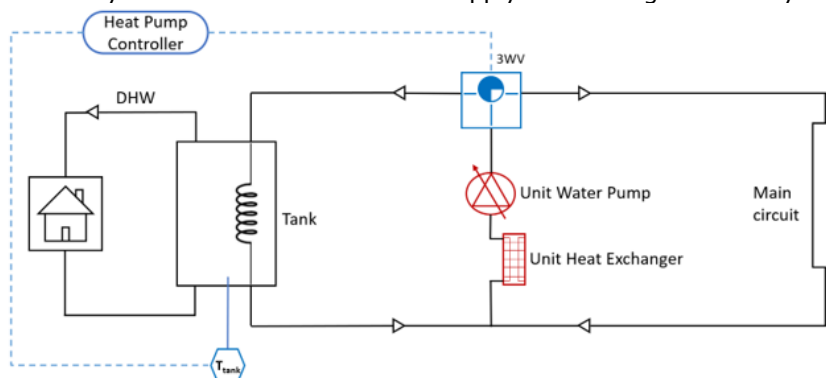 Heat Pump
Controller
3WV
DHW
Unit Water Pump
Tank
Main
circuit
Unit Heat Exchanger
Ttank